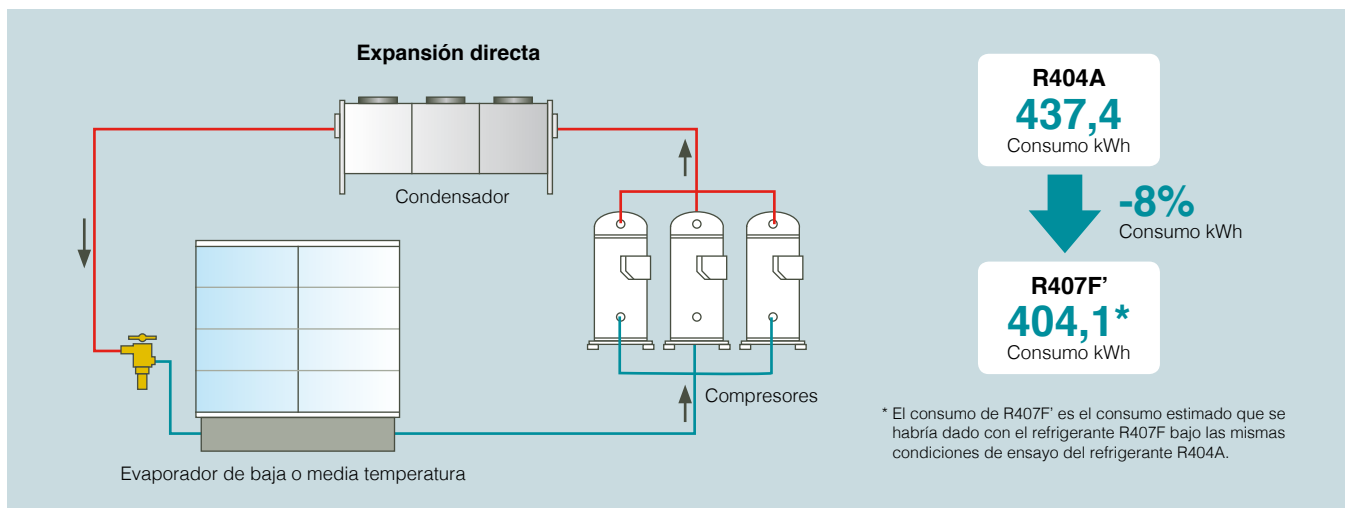 Expansión directa
Condensador
Compresores
Evaporador de baja o media temperatura
R404A
437,4
Consumo kWh
-8%
Consumo kWh
R407F’
404,1*
Consumo kWh
* El consumo de R407F’ es el consumo estimado que se
habría dado con el refrigerante R407F bajo las mismas
condiciones de ensayo del refrigerante R404A.